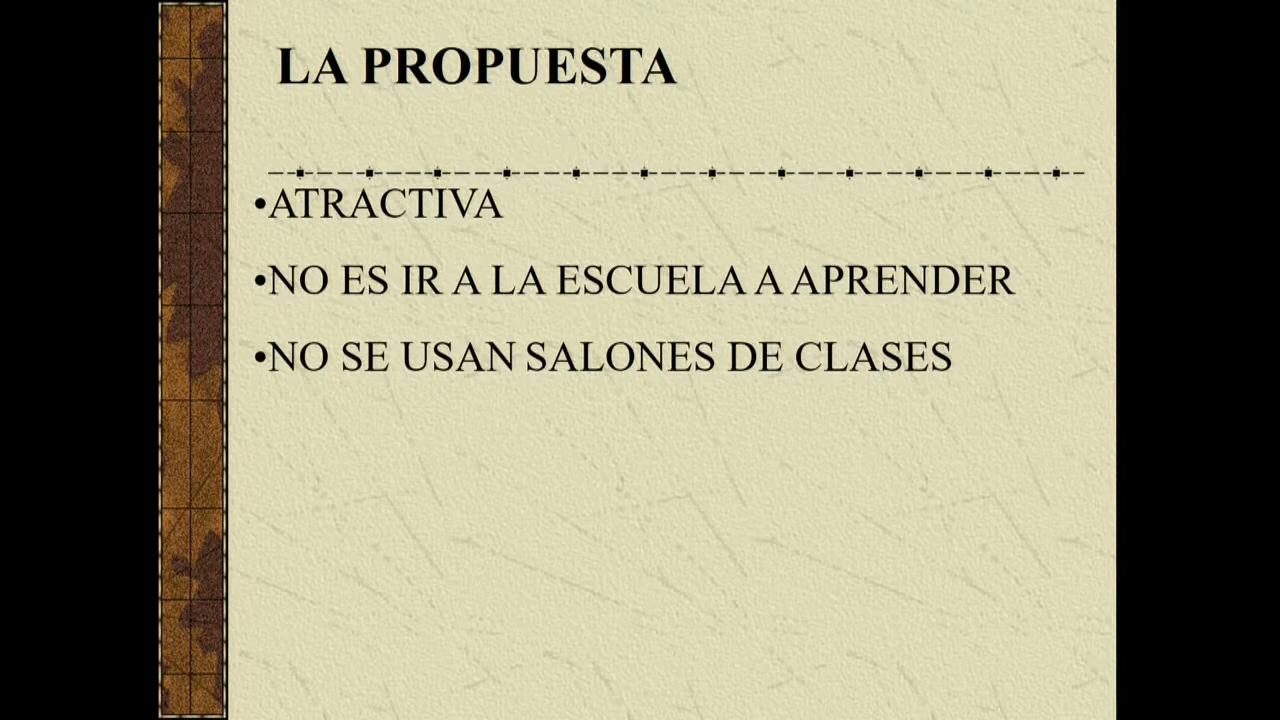 LA PROPUESTA
•ATRACTIVA
•NO ES IR A LA ESCUELA A APRENDER
•NO SE USAN SALONES DE CLASES